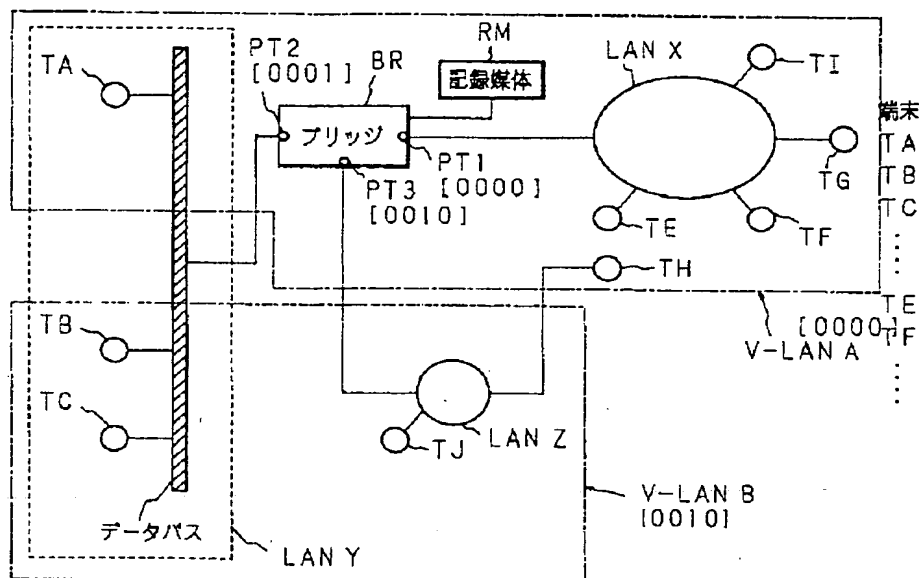 TA
PT2
[0001]
BR
RM
記録媒体
LAN X
TI
ブリッジ
PT1
[0000]
PT3
[0010]
TG
TE
TF
TH
端末
TA
TB
TC
・・・・
TE
TF
・・・・
[0000]
V-LAN A
TB
TC
TJ
LAN Z
V-LAN B
[0010]
データバス
LAN Y